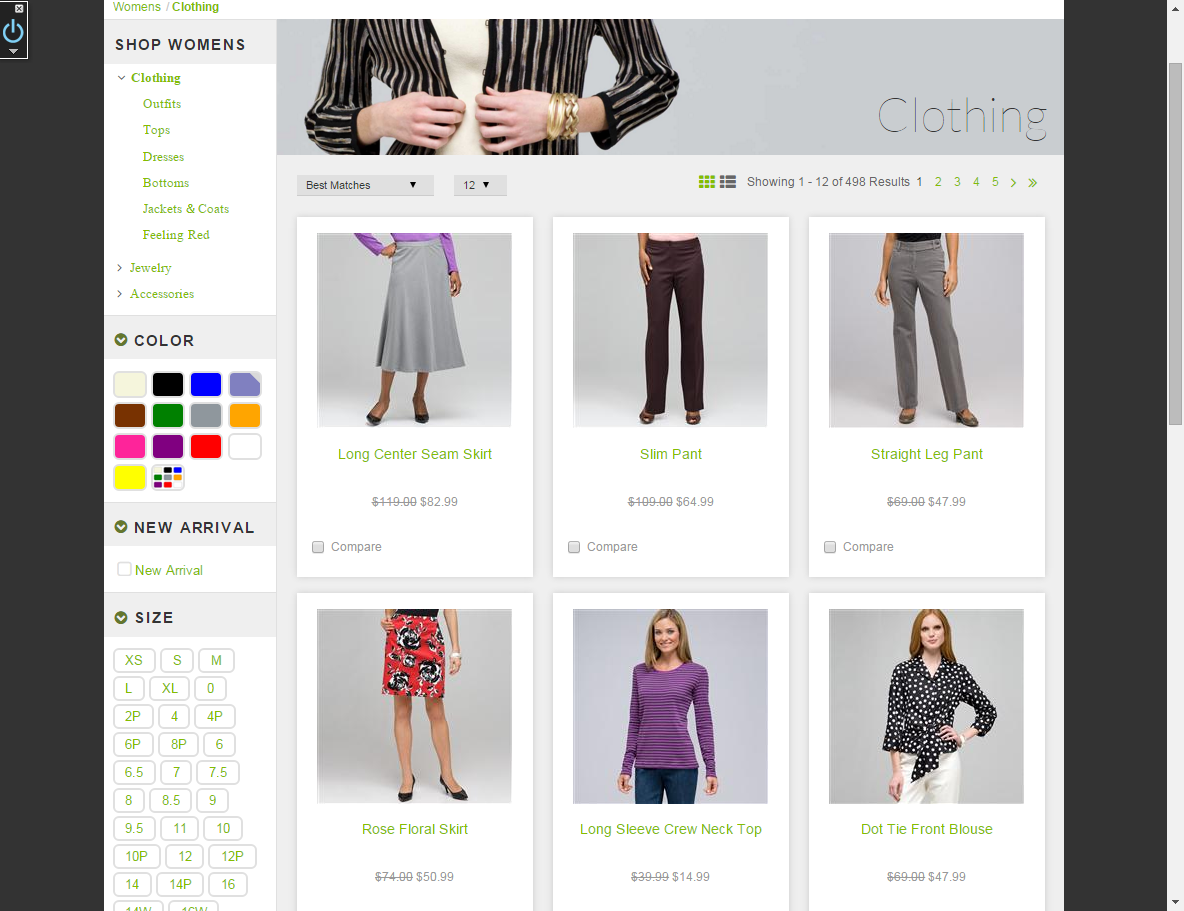 Womens / Clothing
SHOP WOMENS
Clothing
Outfits
Tops
Dresses
Bottoms
Jackets & Coats
Feeling Red
Jewelry
Accessories
COLOR
NEW ARRIVAL
New Arrival
SIZE
XS S M
L XL 0
2P 4 4P
6P 8P 6
6.5 7 7.5
8 8.5 9
9.5 11 10
10P 12 12P
14 14P 16
14W 16W
Clothing
Best Matches 12 Showing 1 - 12 of 498 Results 1 2 3 4 5 > »
Long Center Seam Skirt
$119.00 $82.99
Compare
Slim Pant
$109.00 $64.99
Compare
Straight Leg Pant
$69.00 $47.99
Compare
Rose Floral Skirt
$74.00 $50.99
Long Sleeve Crew Neck Top
$39.99 $14.99
Dot Tie Front Blouse
$69.00 $47.99